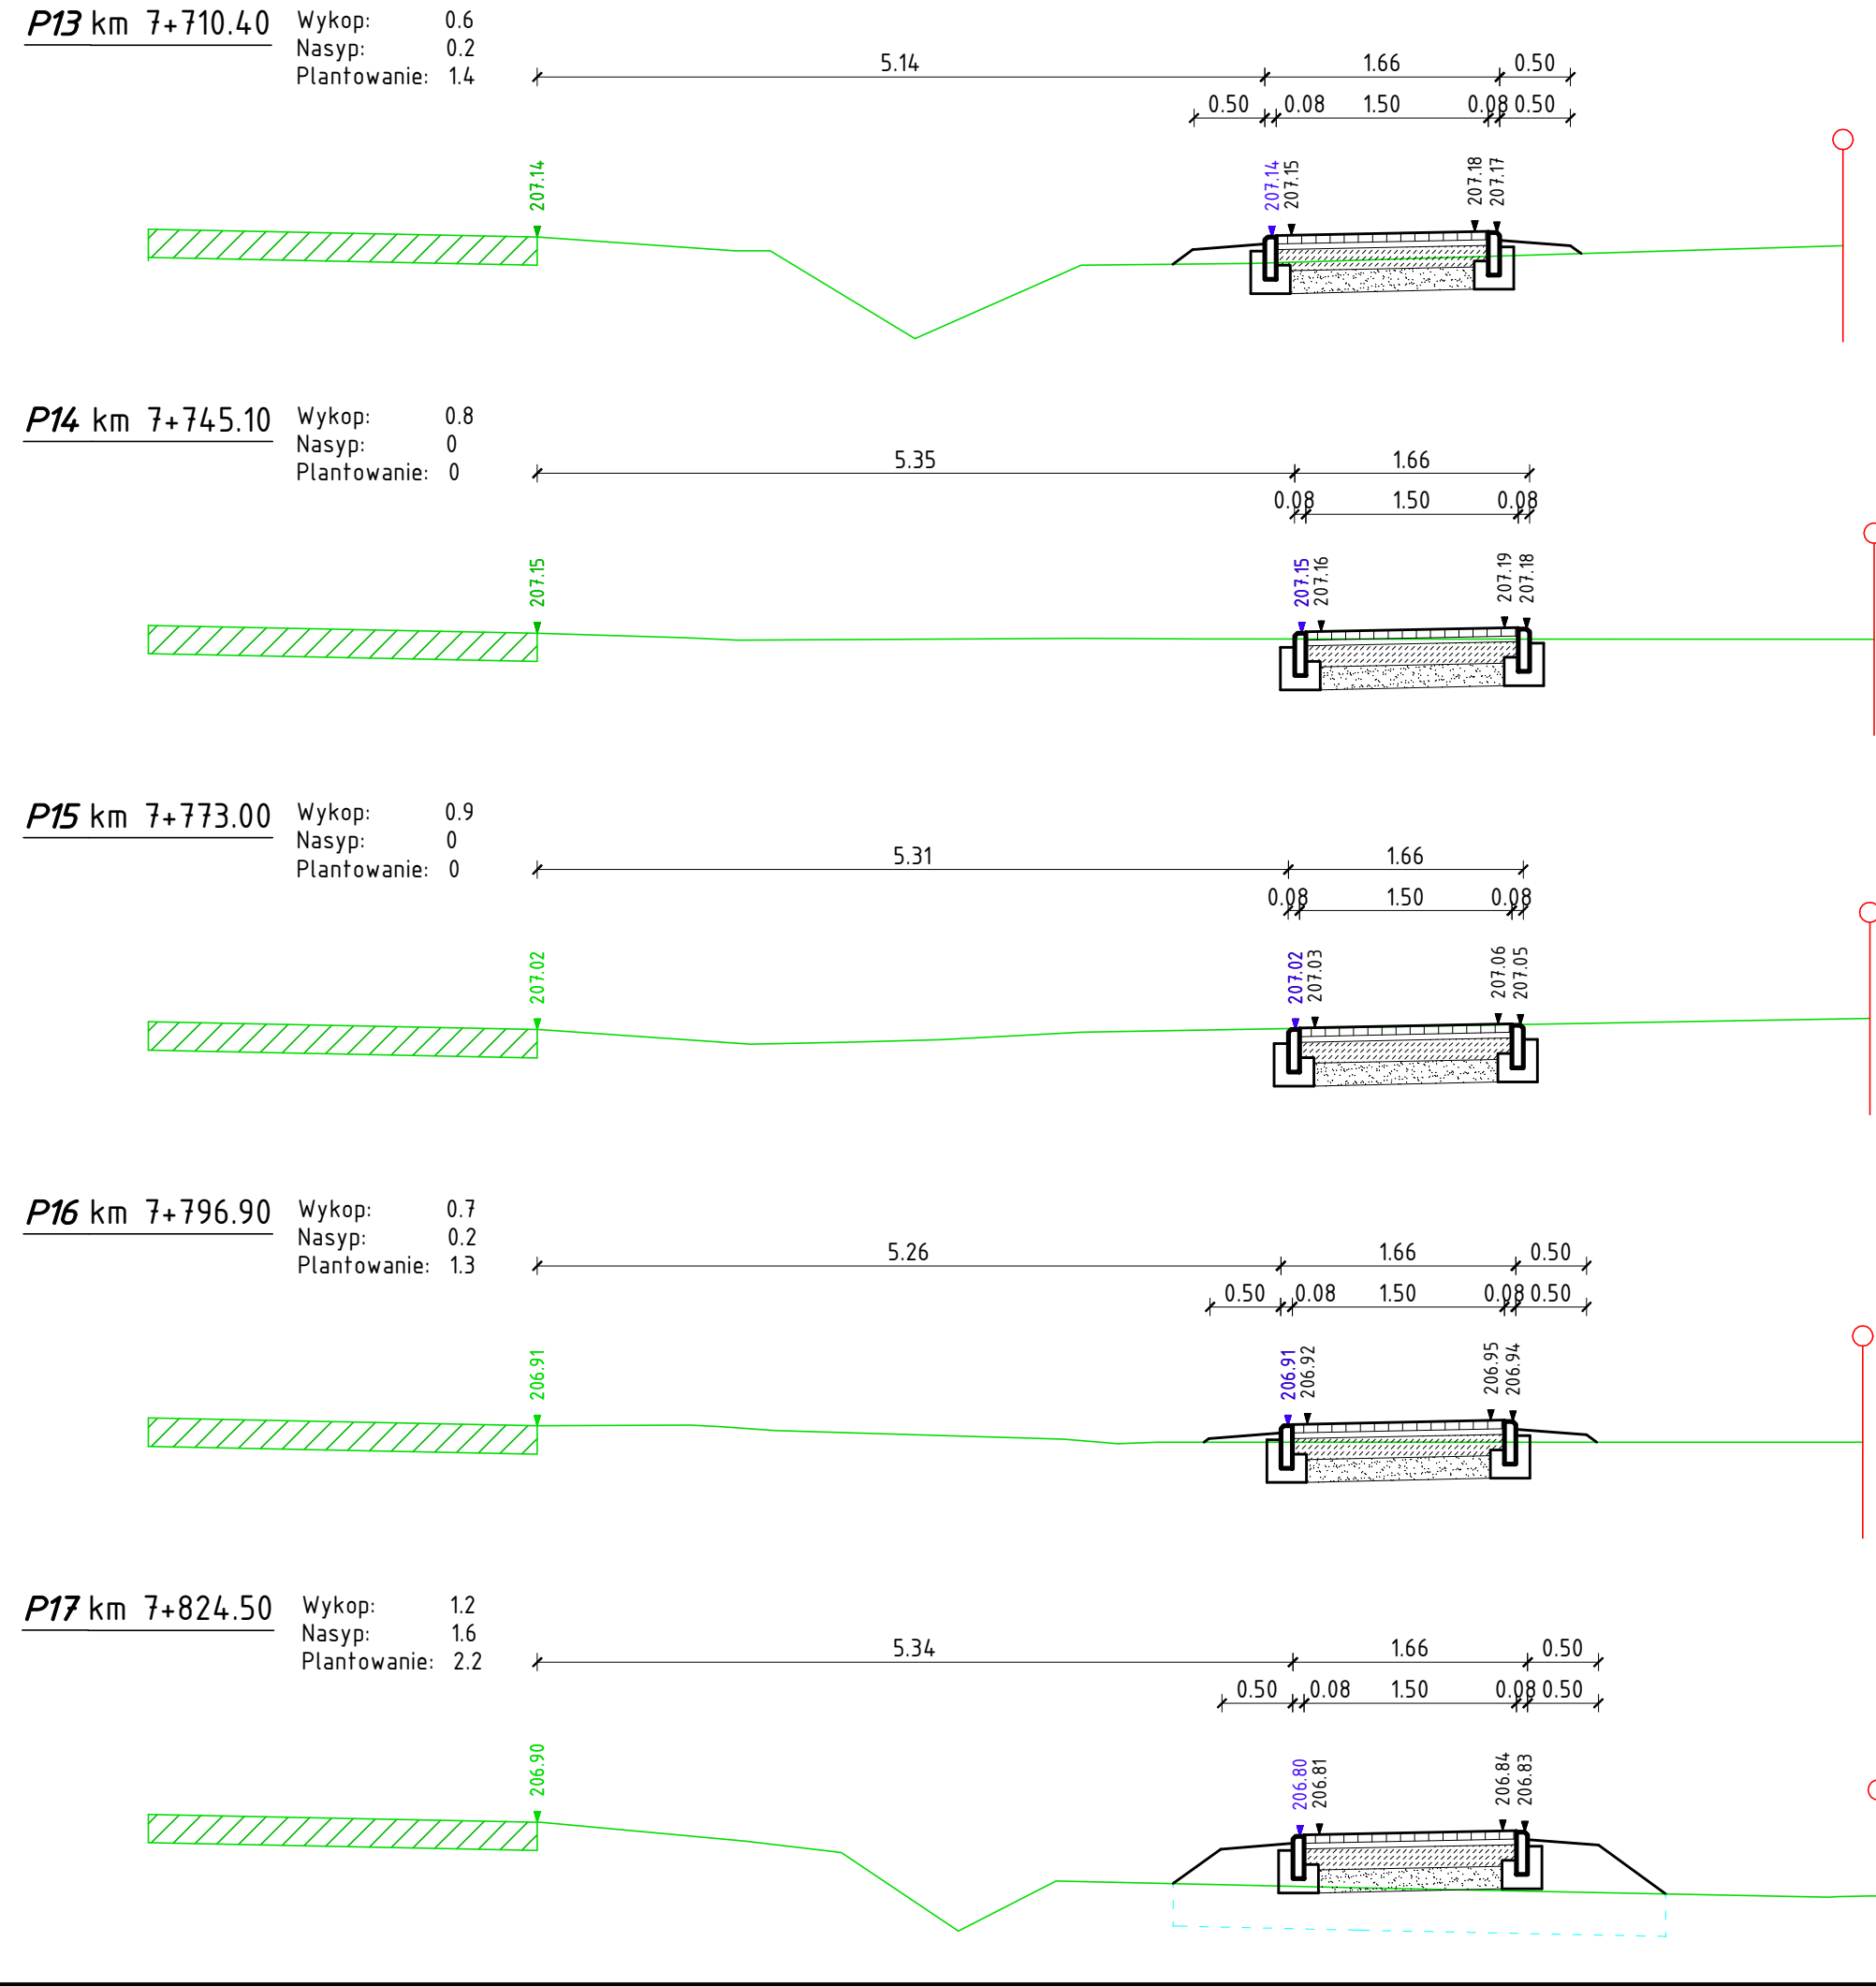 P13 km 7+710.40
Wykop: 0.6
Nasyp: 0.2
Plantowanie: 1.4
5.14 1.66 0.50
0.50 0.08 1.50 0.08 0.50
207.14 207.14 207.15 207.18 207.17
P14 km 7+745.10
Wykop: 0.8
Nasyp: 0
Plantowanie: 0
5.35 1.66
0.08 1.50 0.08
207.15 207.15 207.16 207.19 207.18
P15 km 7+773.00
Wykop: 0.9
Nasyp: 0
Plantowanie: 0
5.31 1.66
0.08 1.50 0.08
207.02 207.02 207.03 207.06 207.05
P16 km 7+796.90
Wykop: 0.7
Nasyp: 0.2
Plantowanie: 1.3
5.26 1.66 0.50
0.50 0.08 1.50 0.08 0.50
206.91 206.91 206.92 206.95 206.94
P17 km 7+824.50
Wykop: 1.2
Nasyp: 1.6
Plantowanie: 2.2
5.34 1.66 0.50
0.50 0.08 1.50 0.08 0.50
206.90 206.80 206.81 206.84 206.83